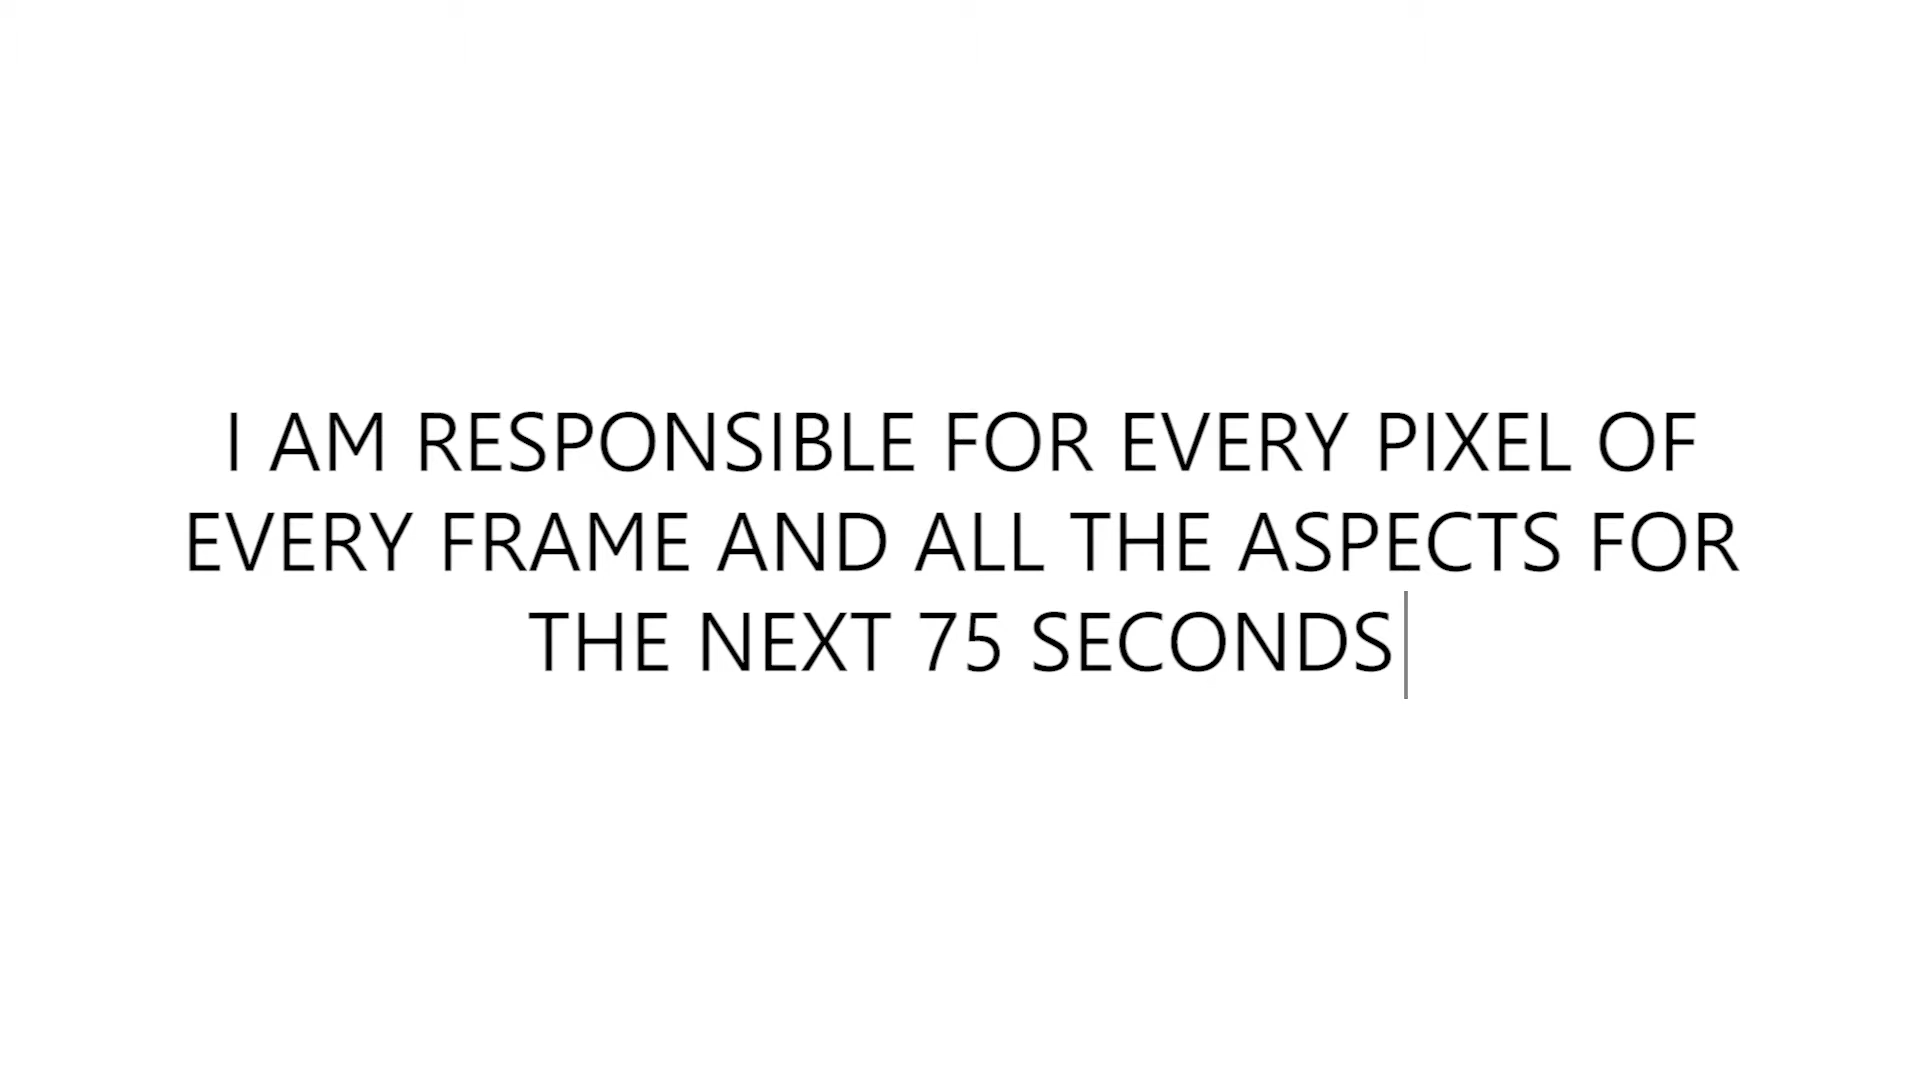 I AM RESPONSIBLE FOR EVERY PIXEL OF
EVERY FRAME AND ALL THE ASPECTS FOR
THE NEXT 75 SECONDS